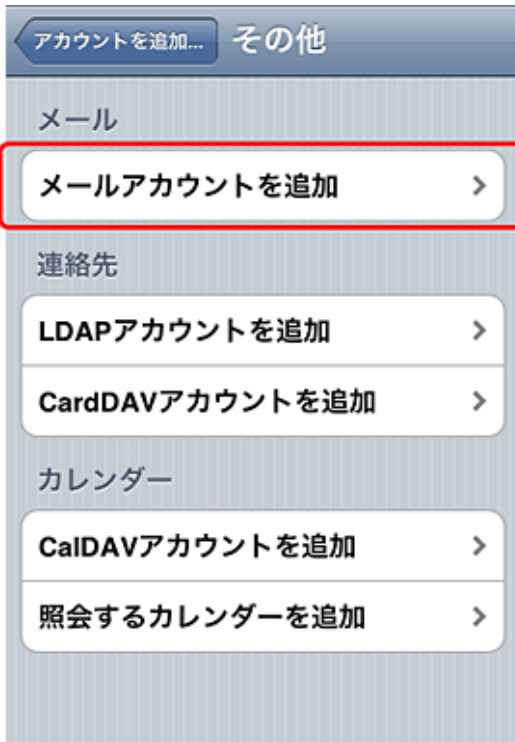 アカウントを追加... その他
メール
メールアカウントを追加
連絡先
LDAPアカウントを追加
CardDAVアカウントを追加
カレンダー
CalDAVアカウントを追加
照会するカレンダーを追加